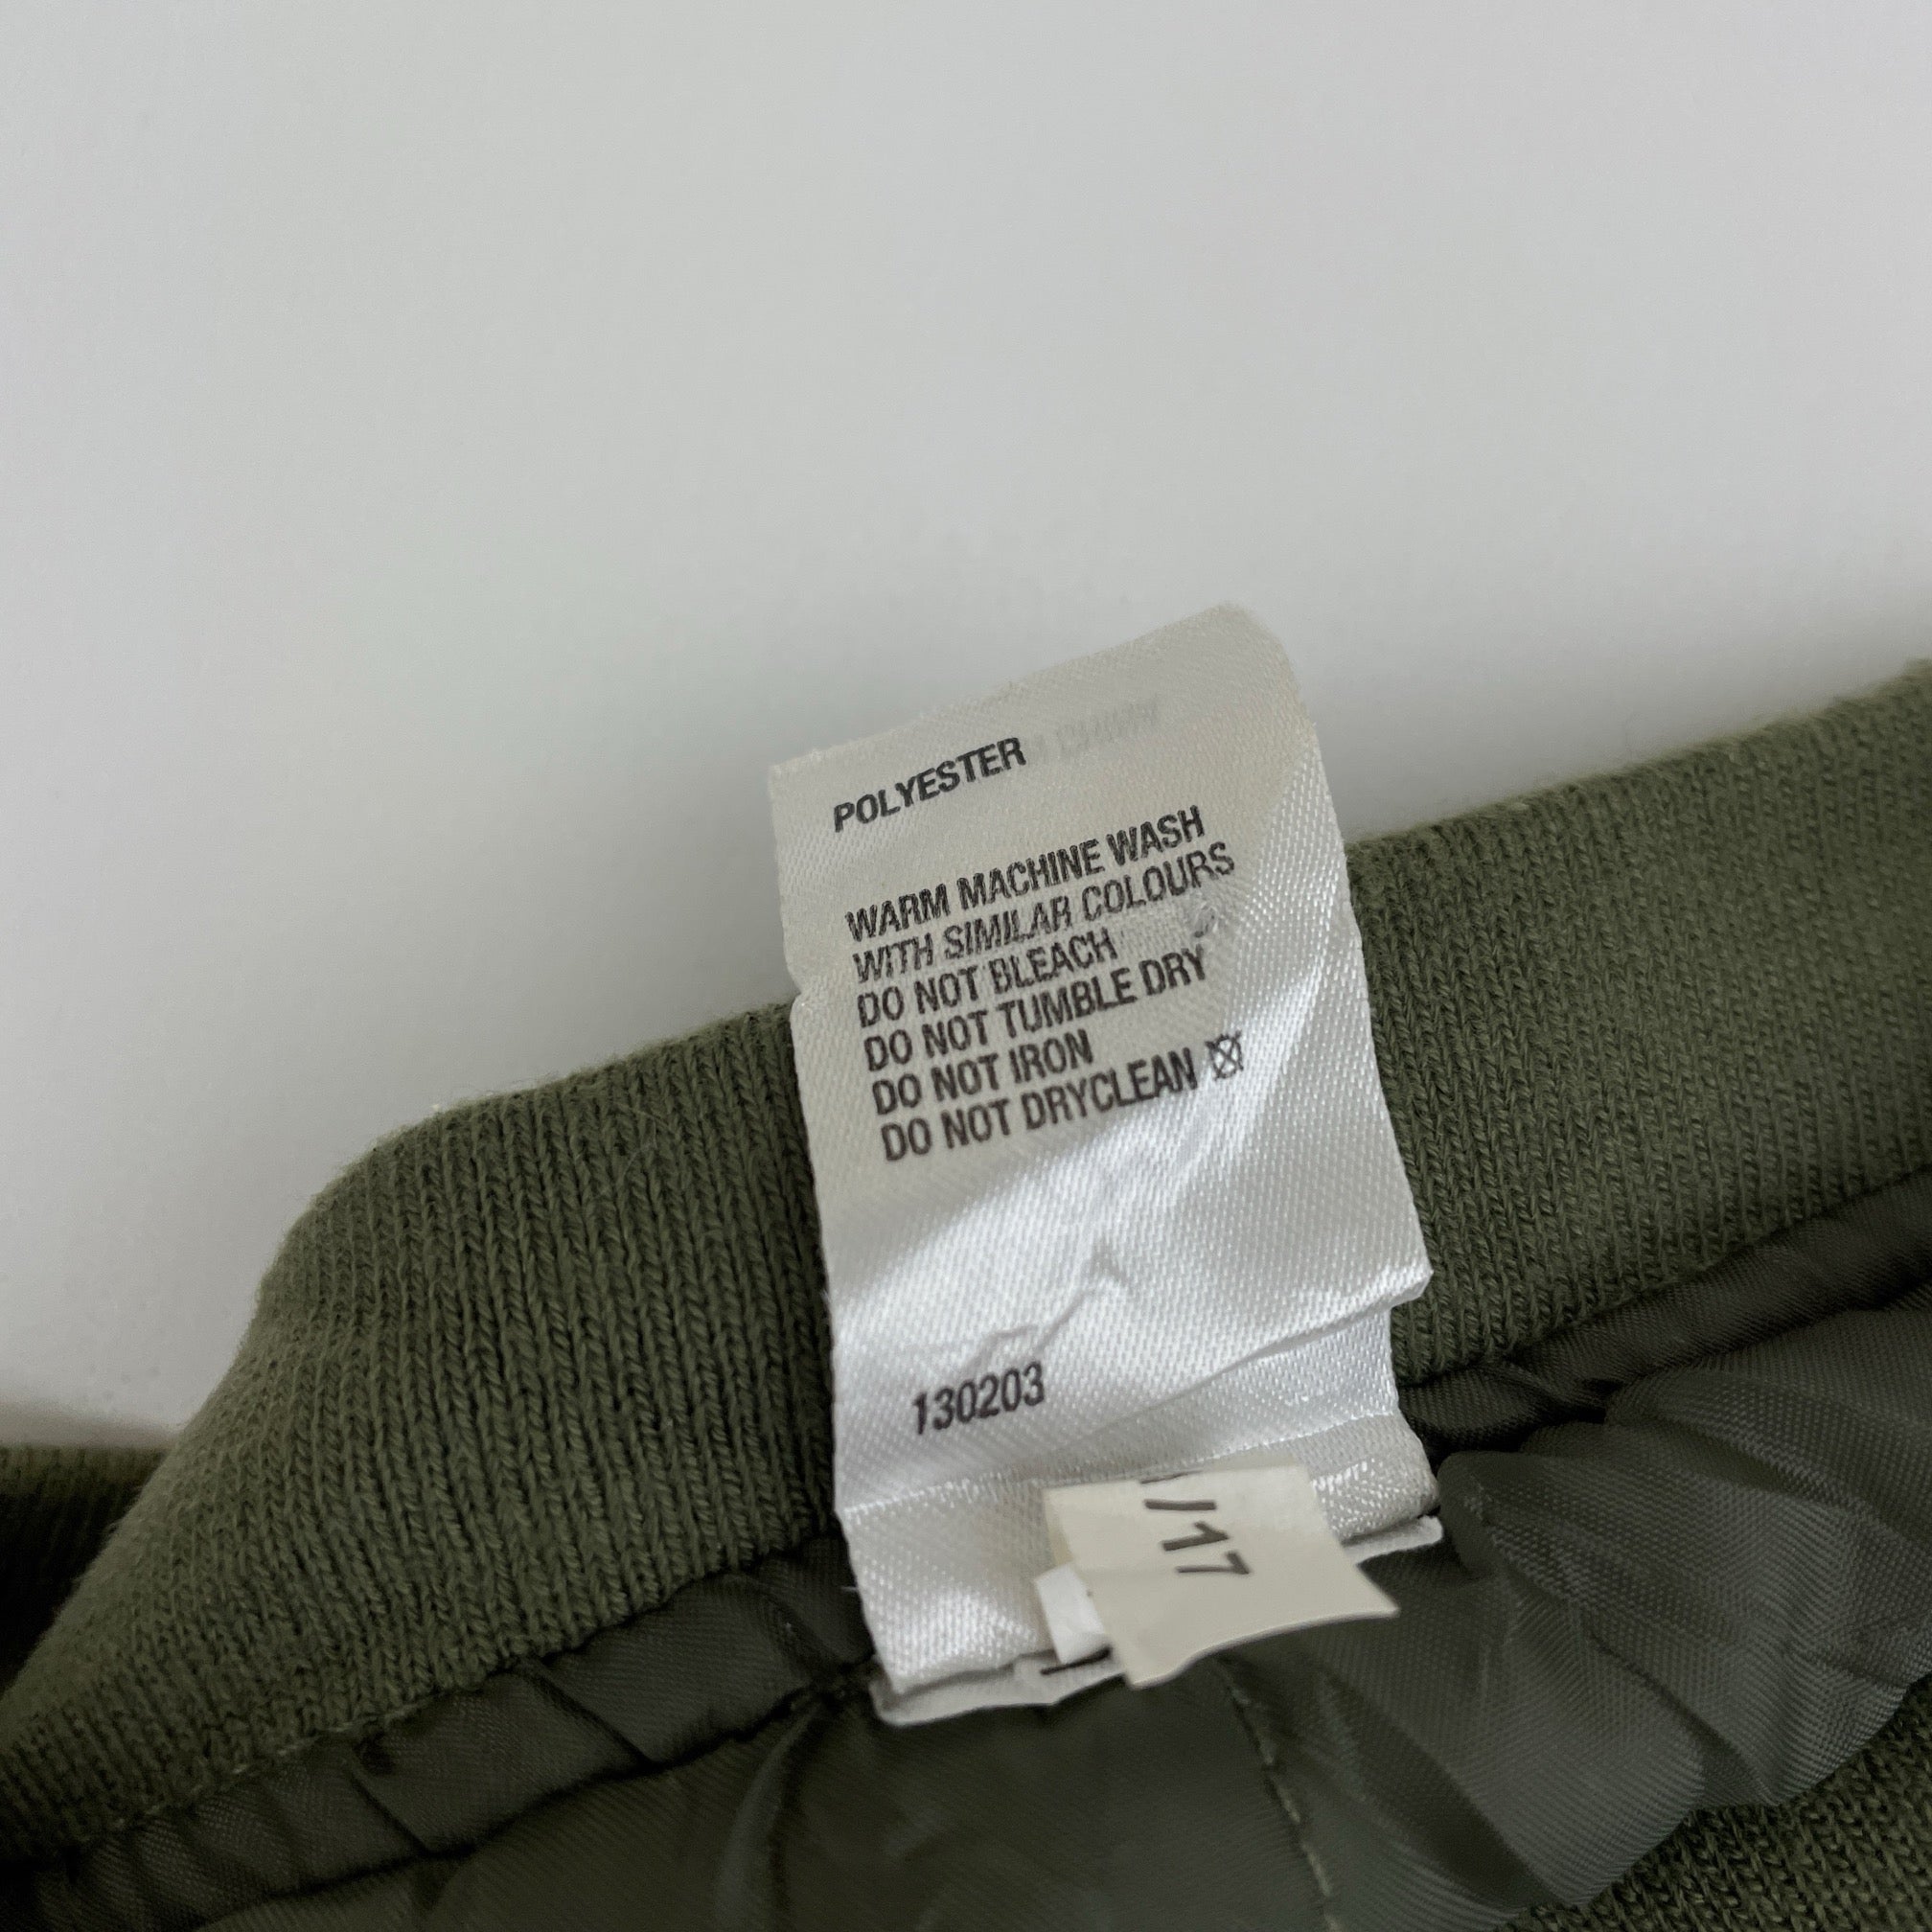 POLYESTER
WARM MACHINE WASH
WITH SIMILAR COLOURS
DO NOT BLEACH
DO NOT TUMBLE DRY
DO NOT IRON
DO NOT DRYCLEAN
130203
/17